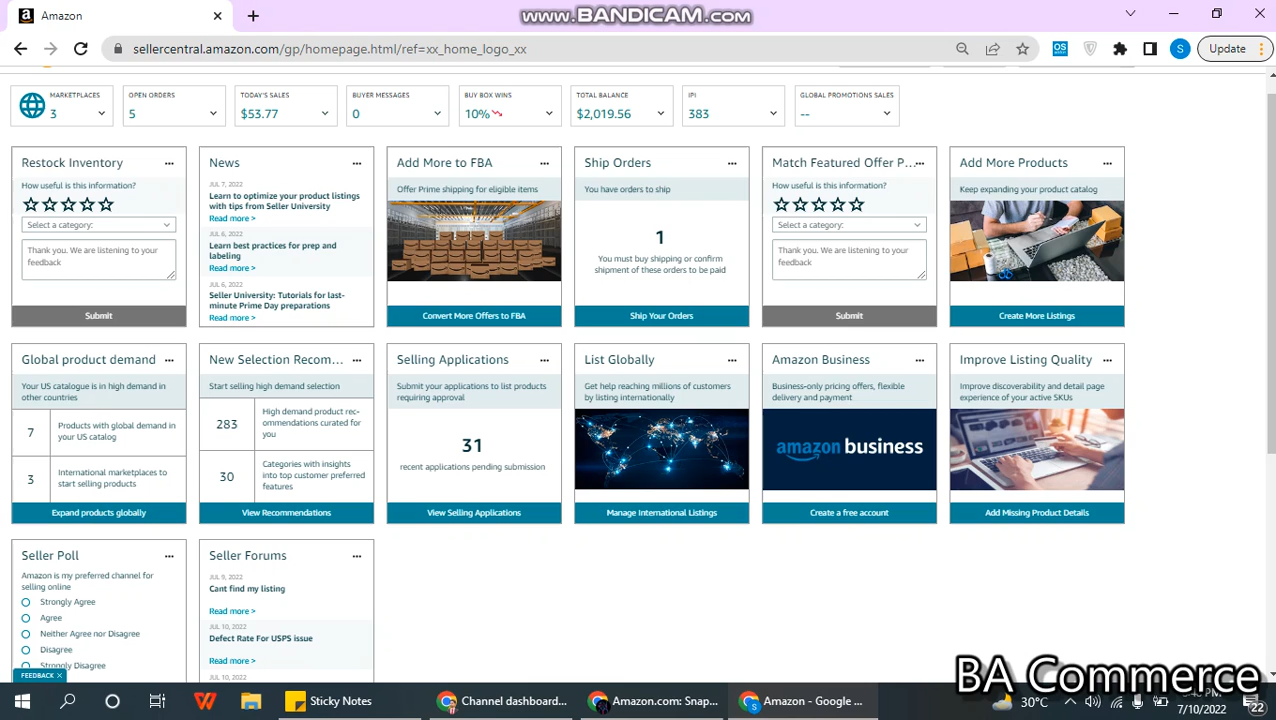 Amazon
WWW.BANDICAM.COM
sellercentral.amazon.com/gp/homepage.html/ref=xx_home_logo_xx
Update
MARKETPLACES
3
OPEN ORDERS
5
TODAY'S SALES
$53.77
BUYER MESSAGES
0
BUY BOX WINS
10%
TOTAL BALANCE
$2,019.56
IPI
383
GLOBAL PROMOTIONS SALES
--
Restock Inventory
How useful is this information?
Select a category:
Thank you. We are listening to your
feedback
Submit
News
JUL 7, 2022
Learn to optimize your product listings
with tips from Seller University
Read more >
JUL 6, 2022
Learn best practices for prep and
labeling
Read more >
JUL 6, 2022
Seller University: Tutorials for last-
minute Prime Day preparations
Read more >
Add More to FBA
Offer Prime shipping for eligible items
Convert More Offers to FBA
Ship Orders
You have orders to ship
1
You must buy shipping or confirm
shipment of these orders to be paid
Ship Your Orders
Match Featured Offer P...
How useful is this information?
Select a category:
Thank you. We are listening to your
feedback
Submit
Add More Products
Keep expanding your product catalog
Create More Listings
Global product demand
Your US catalogue is in high demand in
other countries
7
Products with global demand in
your US catalog
3
International marketplaces to
start selling products
Expand products globally
New Selection Recom...
Start selling high demand selection
283
High demand product rec-
ommendations curated for
you
30
Categories with insights
into top customer preferred
features
View Recommendations
Selling Applications
Submit your applications to list products
requiring approval
31
recent applications pending submission
View Selling Applications
List Globally
Get help reaching millions of customers
by listing internationally
Manage International Listings
Amazon Business
Business-only pricing offers, flexible
delivery and payment
amazon business
Create a free account
Improve Listing Quality
Improve discoverability and detail page
experience of your active SKUs
Add Missing Product Details
Seller Poll
Amazon is my preferred channel for
selling online
Strongly Agree
Agree
Neither Agree nor Disagree
Disagree
Strongly Disagree
FEEDBACK
Seller Forums
JUL 9, 2022
Cant find my listing
Read more >
JUL 10, 2022
Defect Rate For USPS issue
Read more >
JUL 10, 2022
BA Commerce
Sticky Notes
Channel dashboard...
Amazon.com: Snap...
Amazon - Google ...
30°C
7/10/2022
22